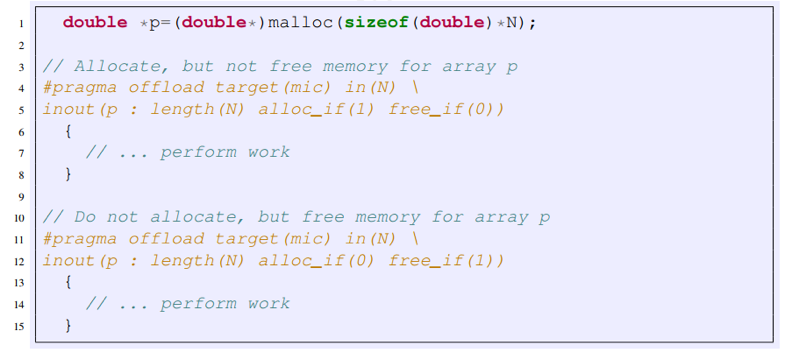 1 double *p=(double*)malloc(sizeof(double)*N);
2
3 // Allocate, but not free memory for array p
4 #pragma offload target(mic) in(N) \
5 inout(p : length(N) alloc_if(1) free_if(0))
6 {
7 // ... perform work
8 }
9
10 // Do not allocate, but free memory for array p
11 #pragma offload target(mic) in(N) \
12 inout(p : length(N) alloc_if(0) free_if(1))
13 {
14 // ... perform work
15 }